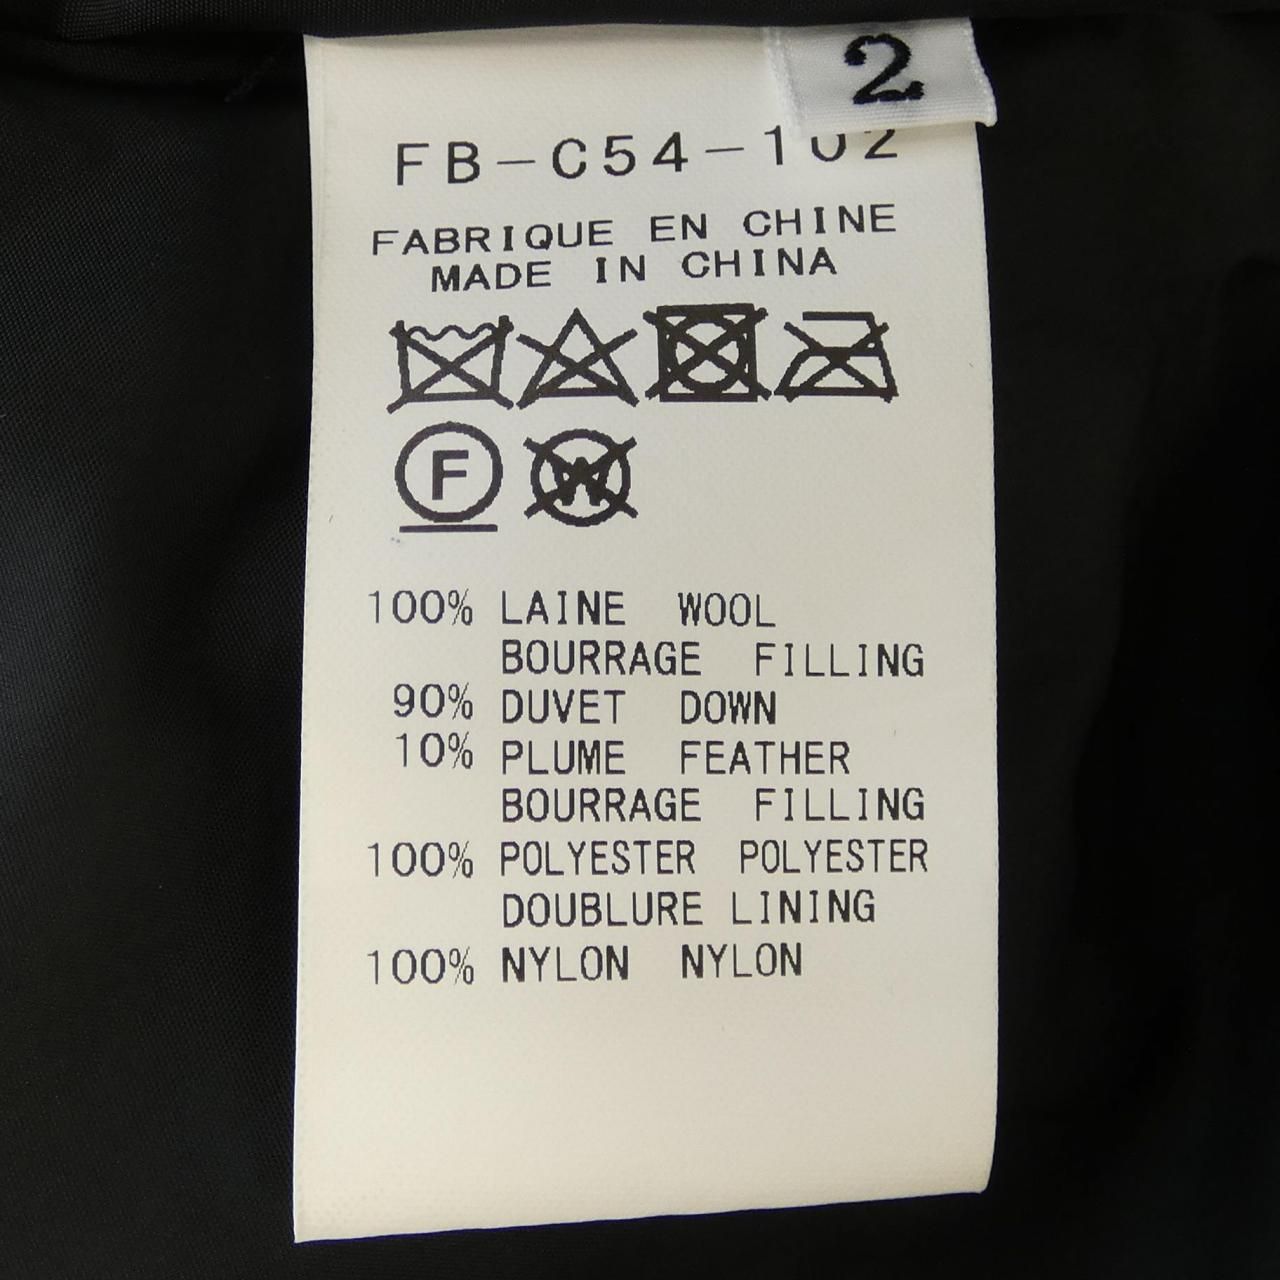 2
FB-C54-102
FABRIQUE EN CHINE
MADE IN CHINA
F
W
100% LAINE WOOL
BOURRAGE FILLING
90% DUVET DOWN
10% PLUME FEATHER
BOURRAGE FILLING
100% POLYESTER POLYESTER
DOUBLURE LINING
100% NYLON NYLON